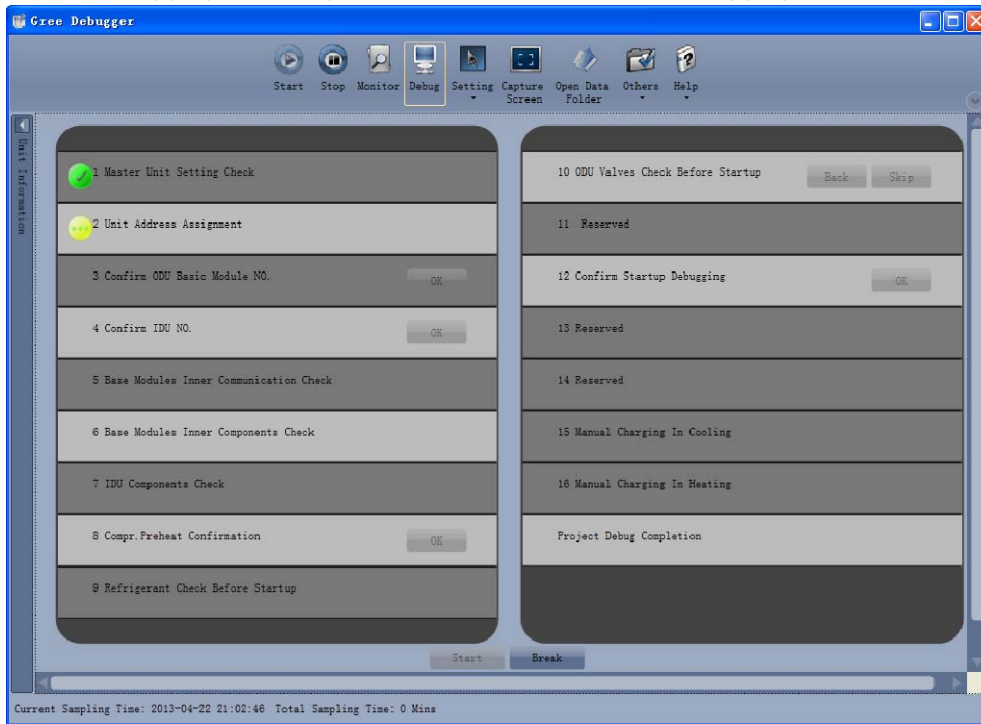 Gree Debugger
Start Stop Monitor Debug Setting Capture Screen Open Data Folder Others Help
Unit Information
1 Master Unit Setting Check
2 Unit Address Assignment
3 Confirm ODU Basic Module NO. OK
4 Confirm IDU NO. OK
5 Base Modules Inner Communication Check
6 Base Modules Inner Components Check
7 IDU Components Check
8 Compr.Preheat Confirmation OK
9 Refrigerant Check Before Startup
10 ODU Valves Check Before Startup Back Skip
11 Reserved
12 Confirm Startup Debugging OK
13 Reserved
14 Reserved
15 Manual Charging In Cooling
16 Manual Charging In Heating
Project Debug Completion
Start Break
Current Sampling Time: 2013-04-22 21:02:46 Total Sampling Time: 0 Mins